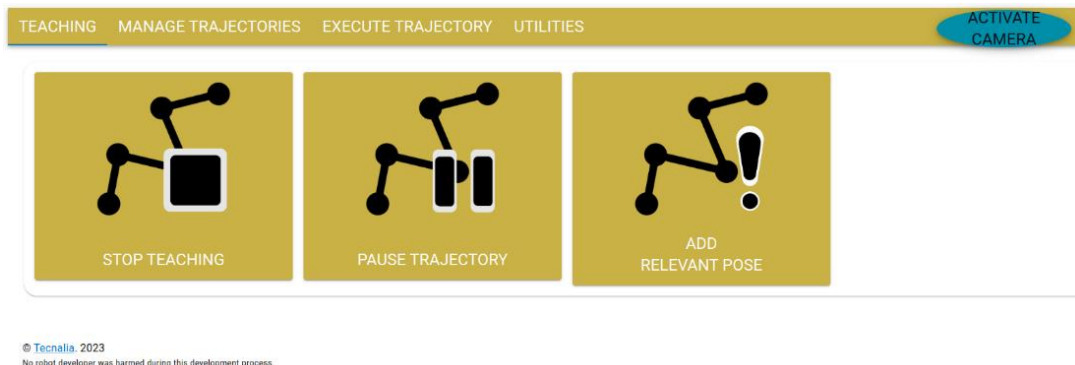 TEACHING MANAGE TRAJECTORIES EXECUTE TRAJECTORY UTILITIES
ACTIVATE
CAMERA
STOP TEACHING
PAUSE TRAJECTORY
ADD
RELEVANT POSE
© Tecnalia. 2023
No robot developer was harmed during this development process.